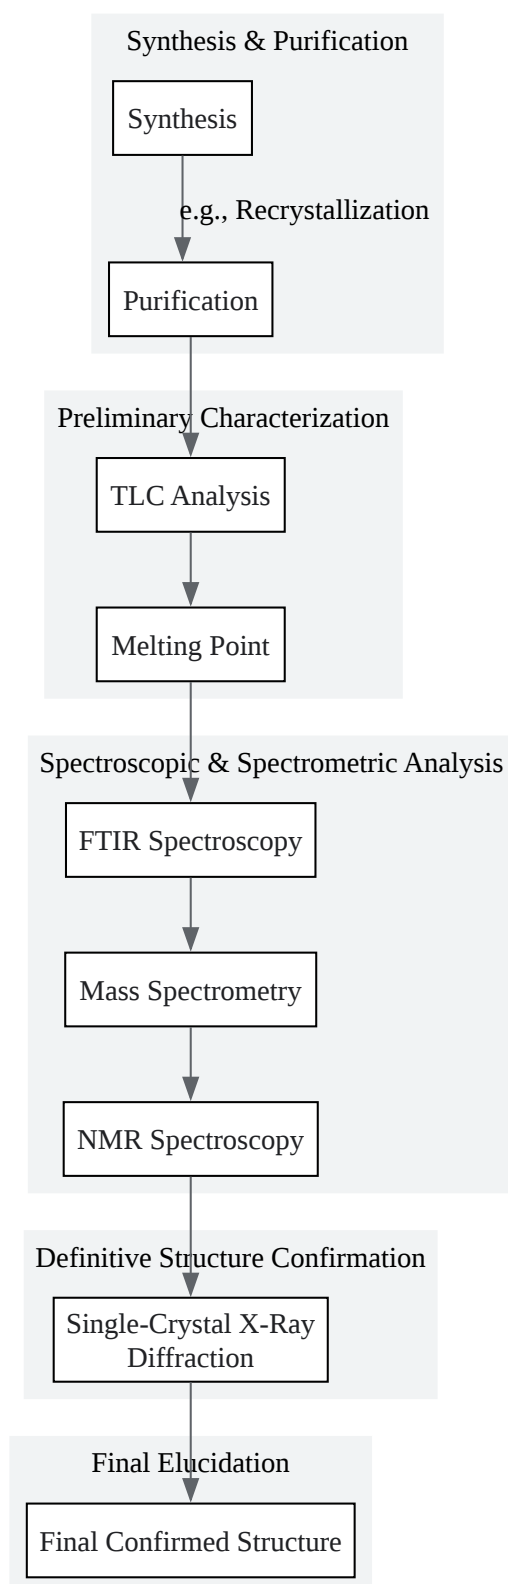 Synthesis & Purification
Synthesis
e.g., Recrystallization
Purification
Preliminary Characterization
TLC Analysis
Melting Point
Spectroscopic & Spectrometric Analysis
FTIR Spectroscopy
Mass Spectrometry
NMR Spectroscopy
Definitive Structure Confirmation
Single-Crystal X-Ray
Diffraction
Final Elucidation
Final Confirmed Structure